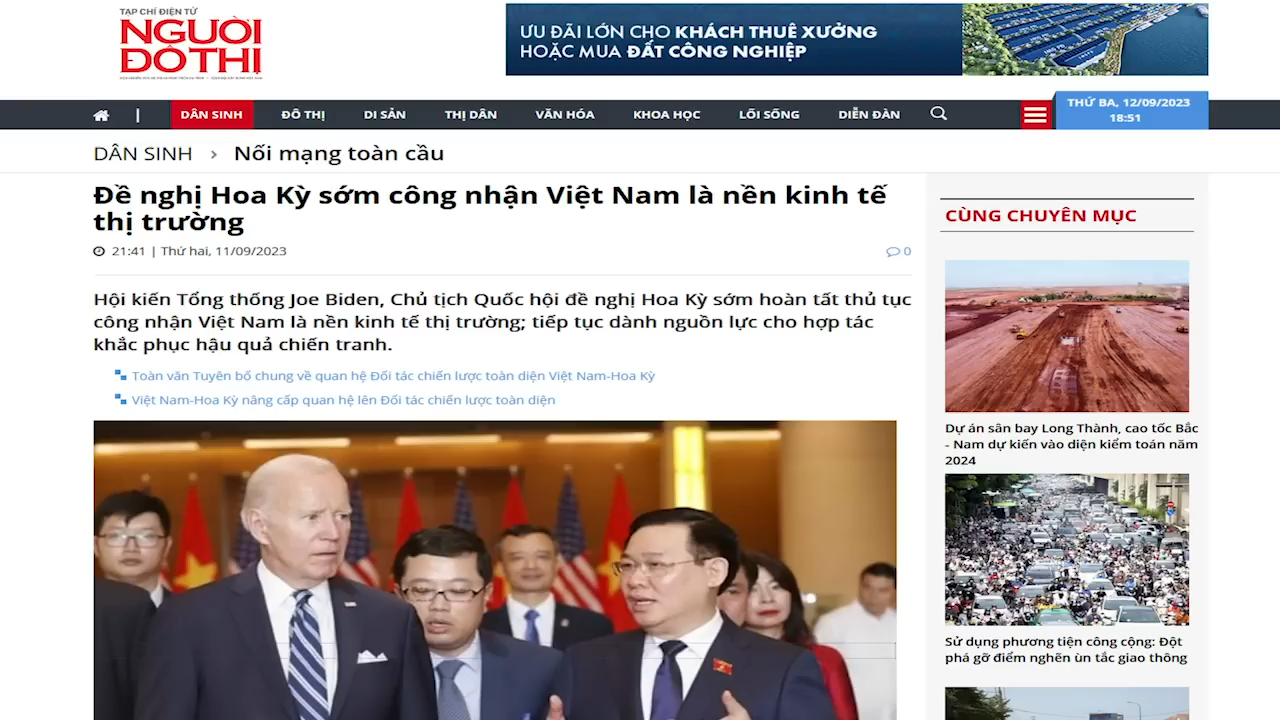 TẠP CHÍ ĐIỆN TỬ
NGƯỜI
ĐÔ THỊ
ƯU ĐÃI LỚN CHO KHÁCH THUÊ XƯỞNG
HOẶC MUA ĐẤT CÔNG NGHIỆP
| DÂN SINH ĐÔ THỊ DI SẢN THỊ DÂN VĂN HÓA KHOA HỌC LỐI SỐNG DIỄN ĐÀN
THỨ BA, 12/09/2023
18:51
DÂN SINH › Nối mạng toàn cầu
Đề nghị Hoa Kỳ sớm công nhận Việt Nam là nền kinh tế
thị trường
21:41 | Thứ hai, 11/09/2023
0
Hội kiến Tổng thống Joe Biden, Chủ tịch Quốc hội đề nghị Hoa Kỳ sớm hoàn tất thủ tục
công nhận Việt Nam là nền kinh tế thị trường; tiếp tục dành nguồn lực cho hợp tác
khắc phục hậu quả chiến tranh.
Toàn văn Tuyên bố chung về quan hệ Đối tác chiến lược toàn diện Việt Nam-Hoa Kỳ
Việt Nam-Hoa Kỳ nâng cấp quan hệ lên Đối tác chiến lược toàn diện
CÙNG CHUYÊN MỤC
Dự án sân bay Long Thành, cao tốc Bắc
- Nam dự kiến vào diện kiểm toán năm
2024
Sử dụng phương tiện công cộng: Đột
phá gỡ điểm nghẽn ùn tắc giao thông